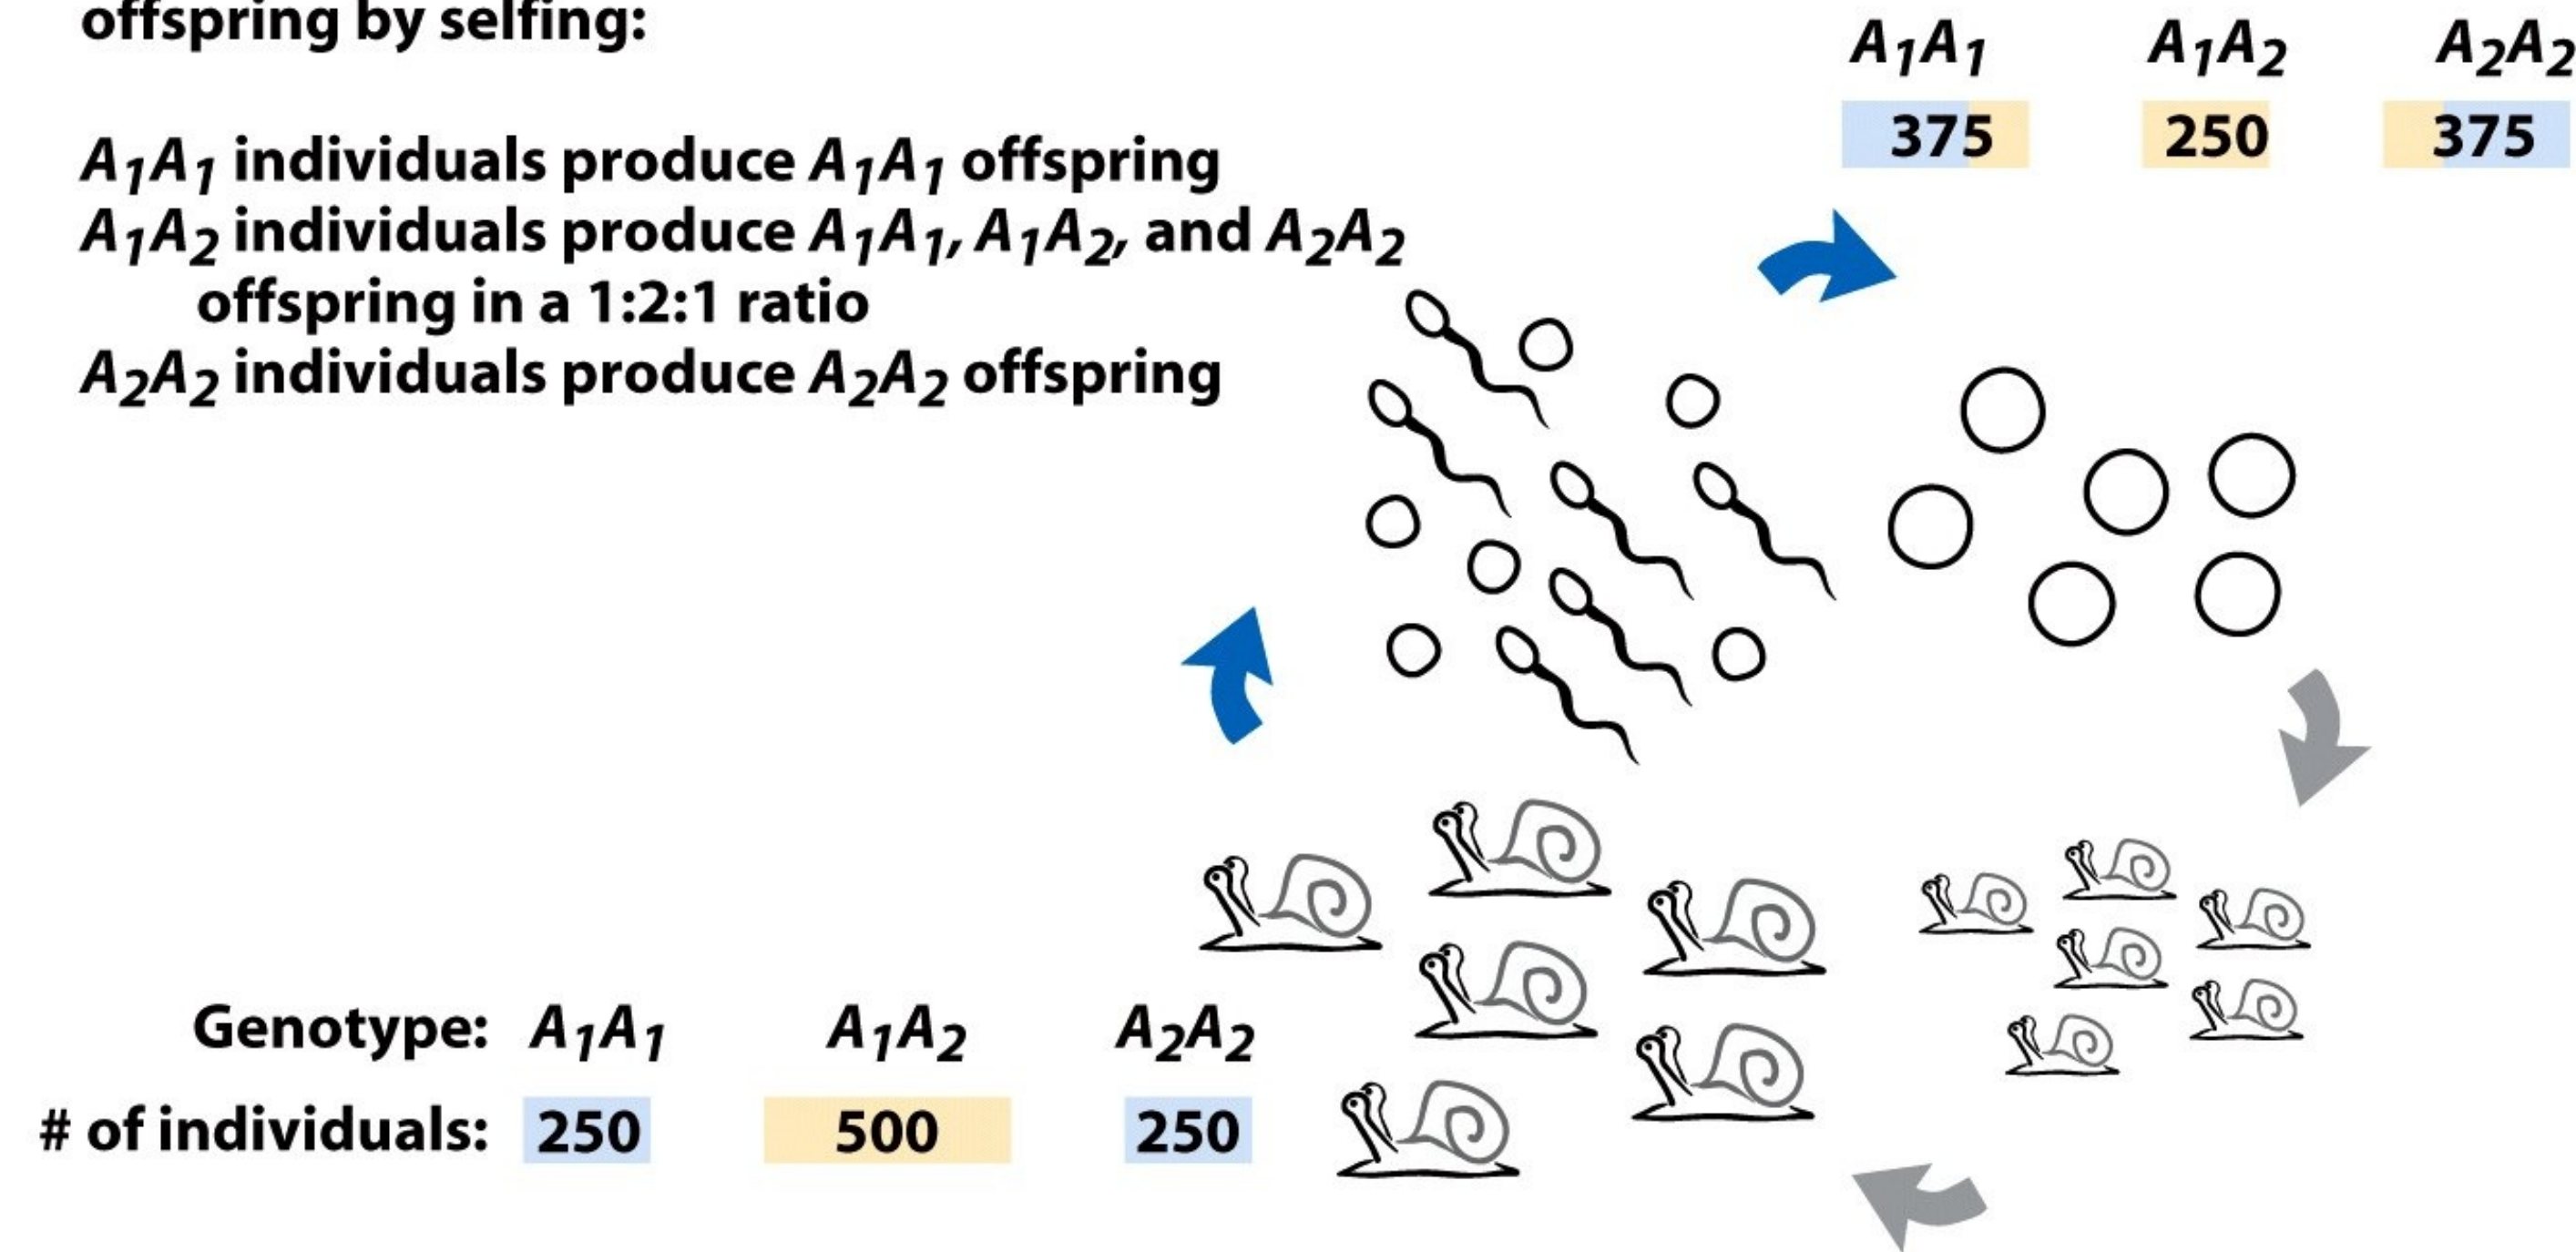 offspring by selfing:
A1A1 A1A2 A2A2
375 250 375
A1A1 individuals produce A1A1 offspring
A1A2 individuals produce A1A1, A1A2, and A2A2
offspring in a 1:2:1 ratio
A2A2 individuals produce A2A2 offspring
Genotype: A1A1 A1A2 A2A2
# of individuals: 250 500 250